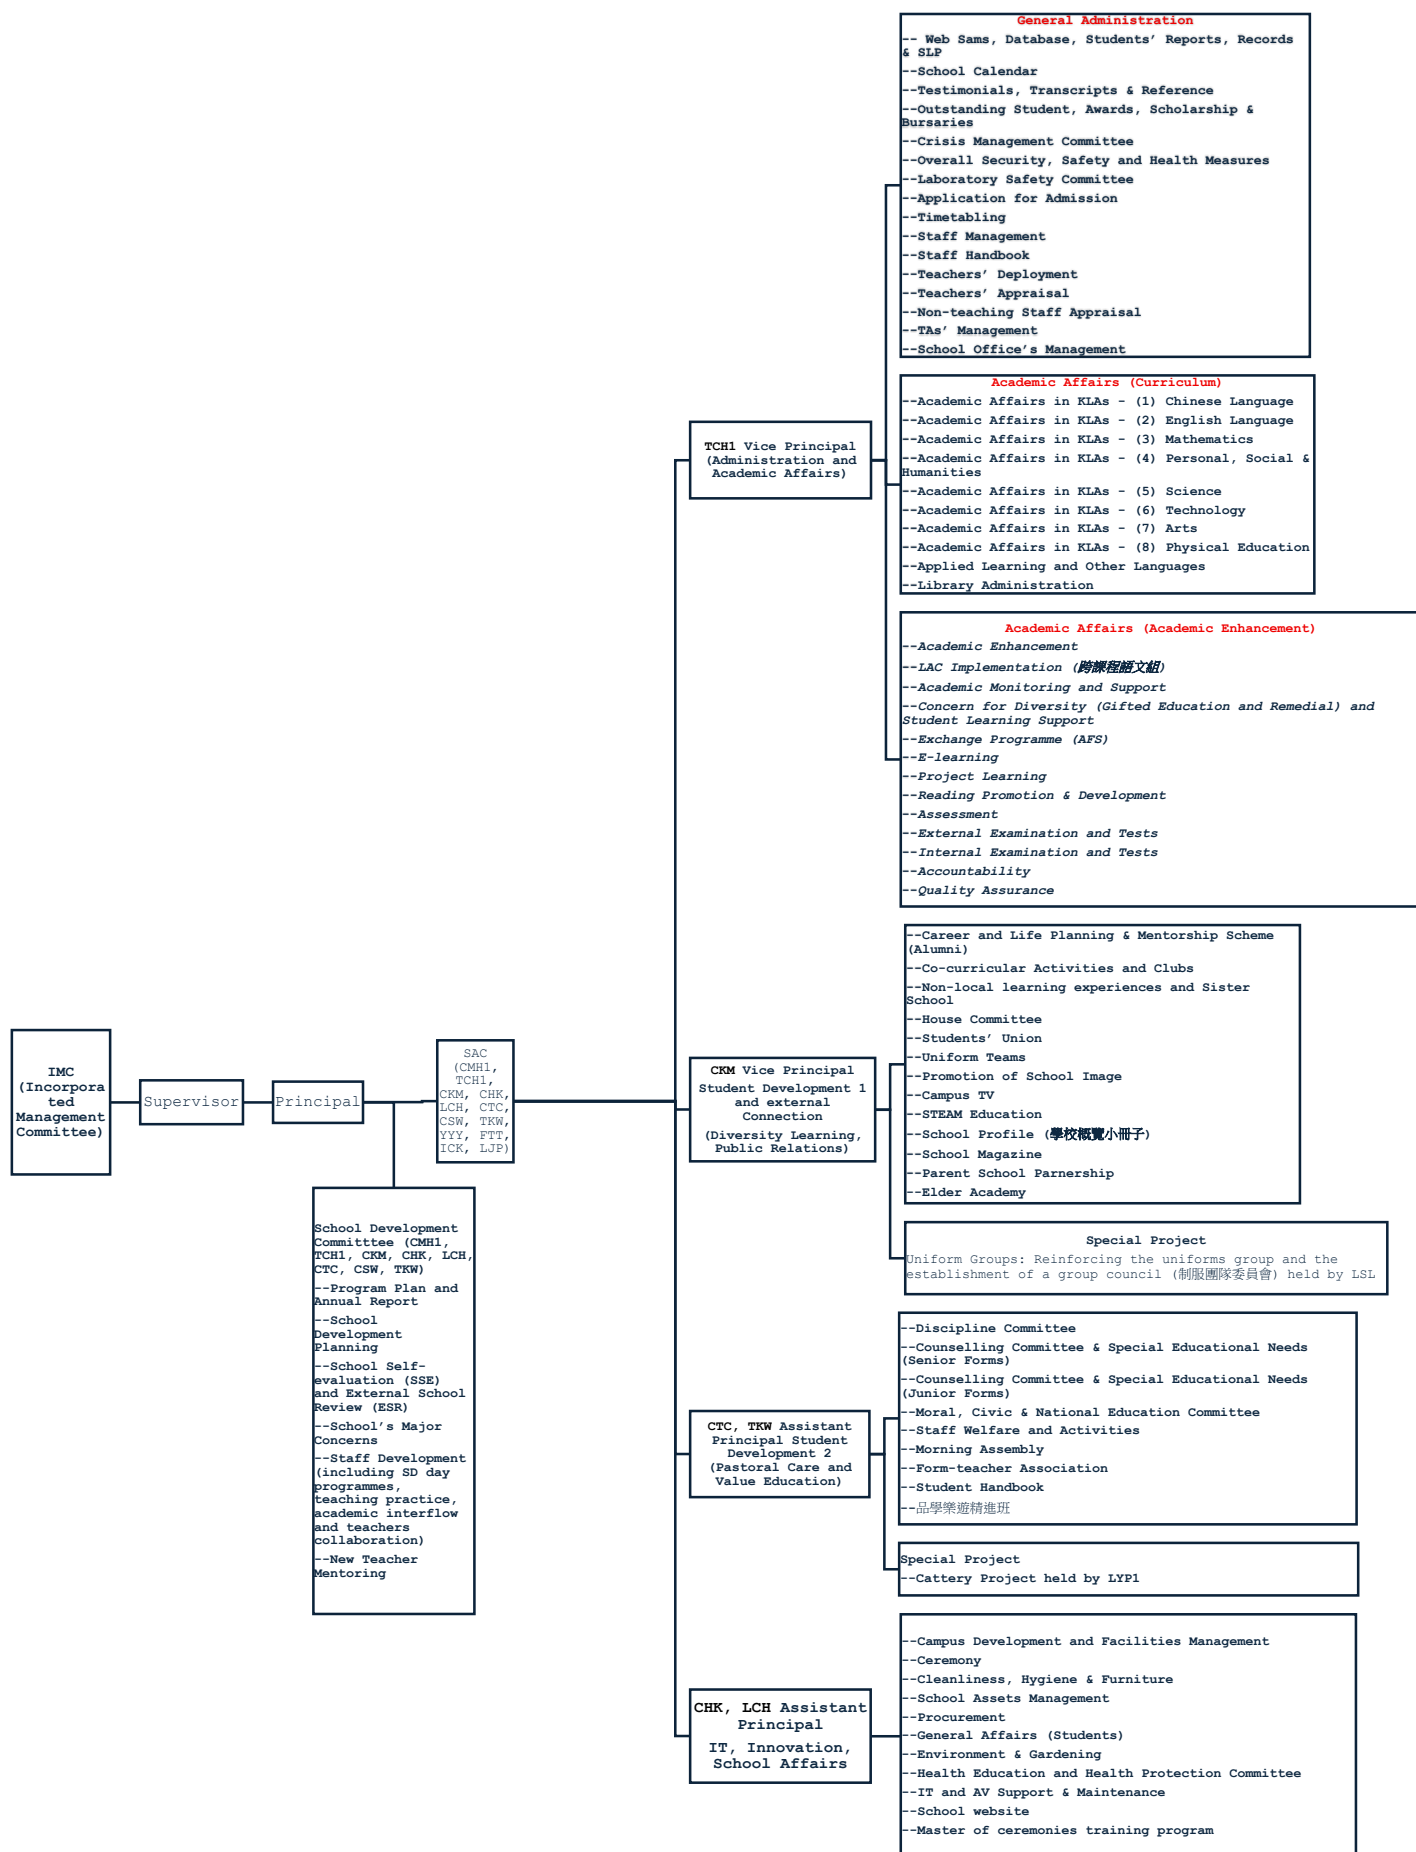 IMC
(Incorpora
ted
Management
Committee)
Supervisor
Principal
SAC
(CMH1,
TCH1,
CKM, CHK,
LCH, CTC,
CSW, TKW,
YYY, FTT,
ICK, LJP)
School Development
Committtee (CMH1,
TCH1, CKM, CHK, LCH,
CTC, CSW, TKW)
--Program Plan and
Annual Report
--School
Development
Planning
--School Self-
evaluation (SSE)
and External School
Review (ESR)
--School’s Major
Concerns
--Staff Development
(including SD day
programmes,
teaching practice,
academic interflow
and teachers
collaboration)
--New Teacher
Mentoring
TCH1 Vice Principal
(Administration and
Academic Affairs)
General Administration
-- Web Sams, Database, Students’ Reports, Records
& SLP
--School Calendar
--Testimonials, Transcripts & Reference
--Outstanding Student, Awards, Scholarship &
Bursaries
--Crisis Management Committee
--Overall Security, Safety and Health Measures
--Laboratory Safety Committee
--Application for Admission
--Timetabling
--Staff Management
--Staff Handbook
--Teachers’ Deployment
--Teachers’ Appraisal
--Non-teaching Staff Appraisal
--TAs’ Management
--School Office’s Management
Academic Affairs (Curriculum)
--Academic Affairs in KLAs - (1) Chinese Language
--Academic Affairs in KLAs - (2) English Language
--Academic Affairs in KLAs - (3) Mathematics
--Academic Affairs in KLAs - (4) Personal, Social &
Humanities
--Academic Affairs in KLAs - (5) Science
--Academic Affairs in KLAs - (6) Technology
--Academic Affairs in KLAs - (7) Arts
--Academic Affairs in KLAs - (8) Physical Education
--Applied Learning and Other Languages
--Library Administration
Academic Affairs (Academic Enhancement)
--Academic Enhancement
--LAC Implementation (跨課程語文組)
--Academic Monitoring and Support
--Concern for Diversity (Gifted Education and Remedial) and
Student Learning Support
--Exchange Programme (AFS)
--E-learning
--Project Learning
--Reading Promotion & Development
--Assessment
--External Examination and Tests
--Internal Examination and Tests
--Accountability
--Quality Assurance
CKM Vice Principal
Student Development 1
and external
Connection
(Diversity Learning,
Public Relations)
--Career and Life Planning & Mentorship Scheme
(Alumni)
--Co-curricular Activities and Clubs
--Non-local learning experiences and Sister
School
--House Committee
--Students’ Union
--Uniform Teams
--Promotion of School Image
--Campus TV
--STEAM Education
--School Profile (學校概覽小冊子)
--School Magazine
--Parent School Parnership
--Elder Academy
Special Project
Uniform Groups: Reinforcing the uniforms group and the
establishment of a group council (制服團隊委員會) held by LSL
CTC, TKW Assistant
Principal Student
Development 2
(Pastoral Care and
Value Education)
--Discipline Committee
--Counselling Committee & Special Educational Needs
(Senior Forms)
--Counselling Committee & Special Educational Needs
(Junior Forms)
--Moral, Civic & National Education Committee
--Staff Welfare and Activities
--Morning Assembly
--Form-teacher Association
--Student Handbook
--品學樂遊精進班
Special Project
--Cattery Project held by LYP1
CHK, LCH Assistant
Principal
IT, Innovation,
School Affairs
--Campus Development and Facilities Management
--Ceremony
--Cleanliness, Hygiene & Furniture
--School Assets Management
--Procurement
--General Affairs (Students)
--Environment & Gardening
--Health Education and Health Protection Committee
--IT and AV Support & Maintenance
--School website
--Master of ceremonies training program